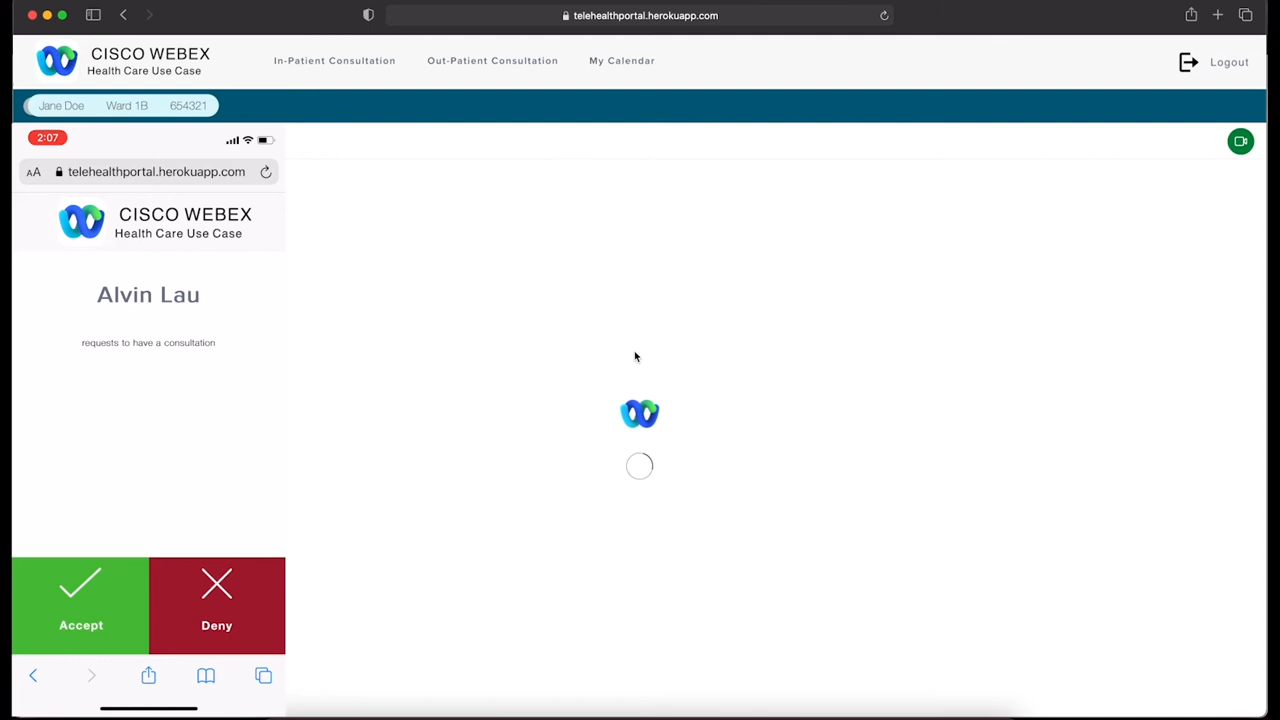 telehealthportal.herokuapp.com
CISCO WEBEX
Health Care Use Case
In-Patient Consultation
Out-Patient Consultation
My Calendar
Logout
Jane Doe Ward 1B 654321
2:07
AA telehealthportal.herokuapp.com
CISCO WEBEX
Health Care Use Case
Alvin Lau
requests to have a consultation
Accept
Deny